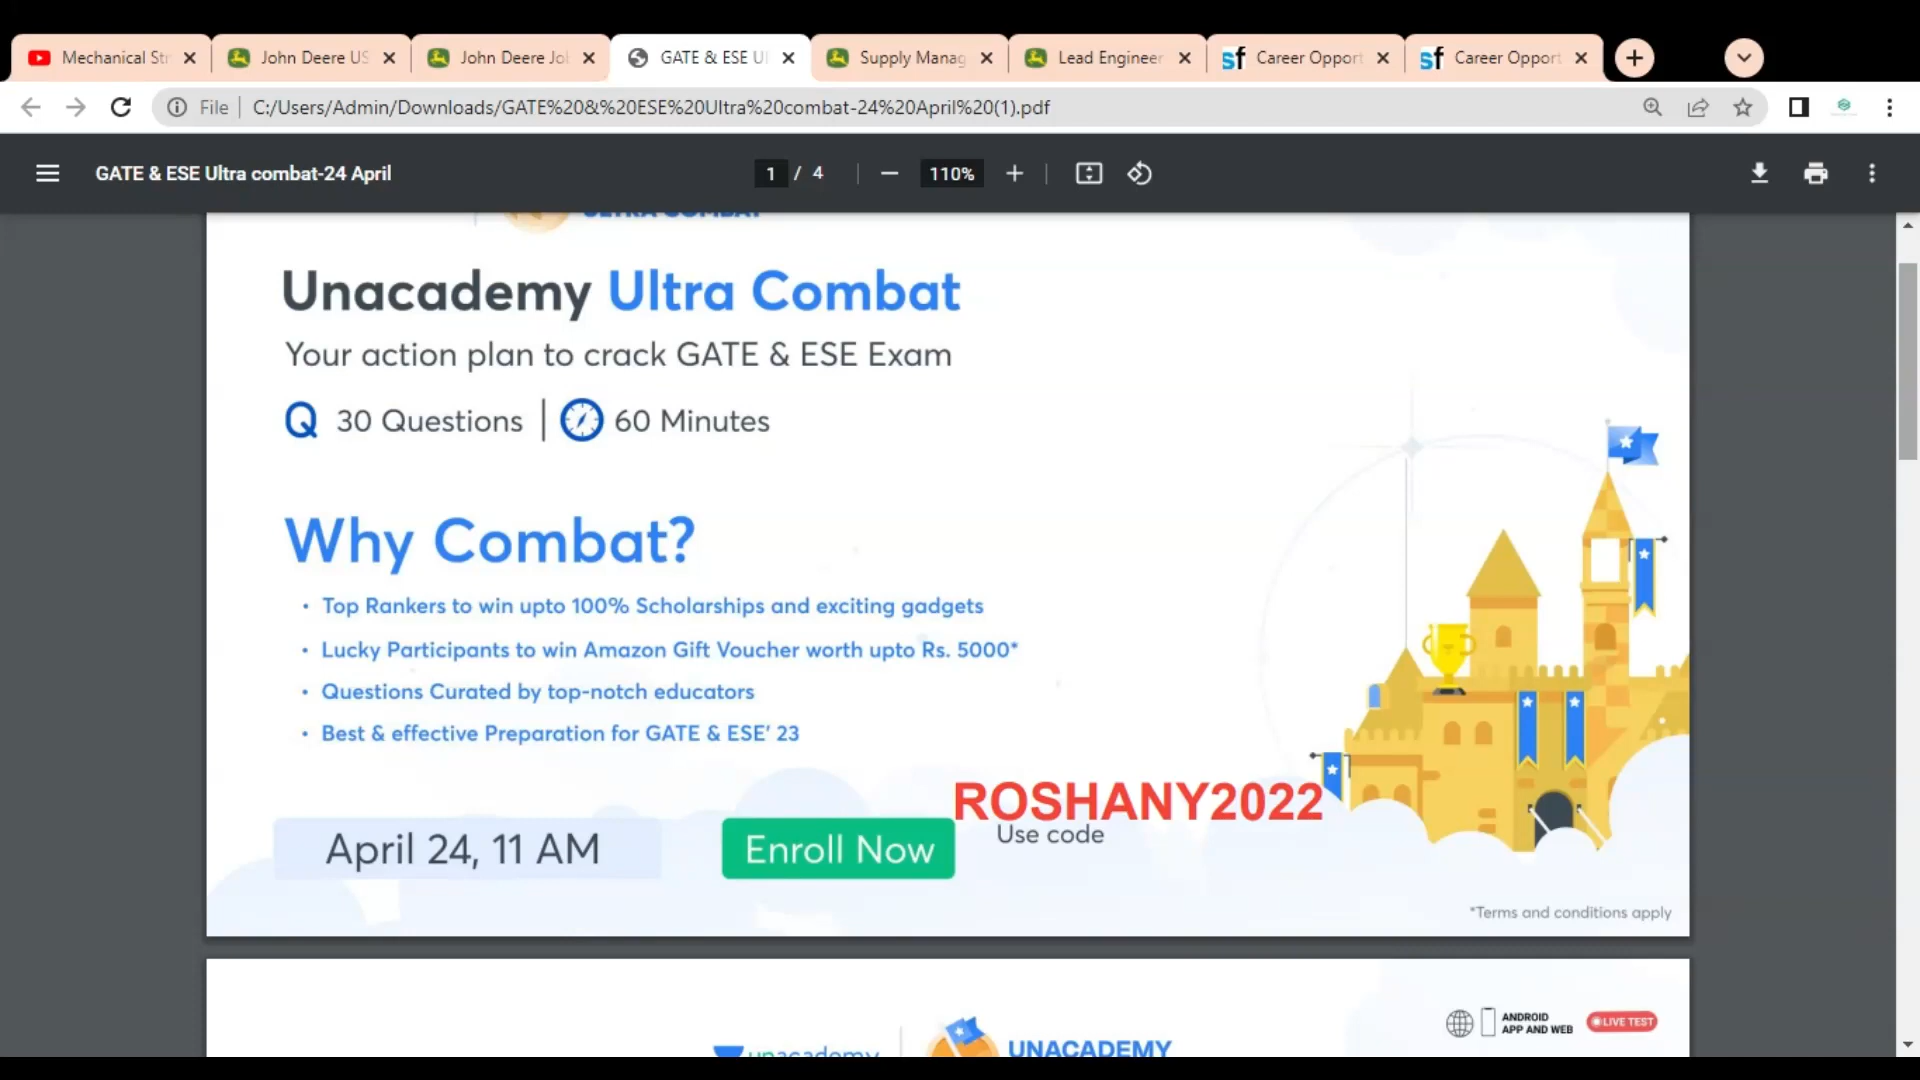 Mechanical Str
John Deere US
John Deere Jo
GATE & ESE Ul
Supply Manag
Lead Engineer
Career Opport
Career Opport
File
C:/Users/Admin/Downloads/GATE%20&%20ESE%20Ultra%20combat-24%20April%20(1).pdf
GATE & ESE Ultra combat-24 April
1 / 4
110%
ULTRA COMBAT
Unacademy Ultra Combat
Your action plan to crack GATE & ESE Exam
Q 30 Questions | 60 Minutes
Why Combat?
• Top Rankers to win upto 100% Scholarships and exciting gadgets
• Lucky Participants to win Amazon Gift Voucher worth upto Rs. 5000*
• Questions Curated by top-notch educators
• Best & effective Preparation for GATE & ESE' 23
ROSHANY2022
April 24, 11 AM
Enroll Now
Use code
*Terms and conditions apply
ANDROID
APP AND WEB
LIVE TEST
unacademy
UNACADEMY